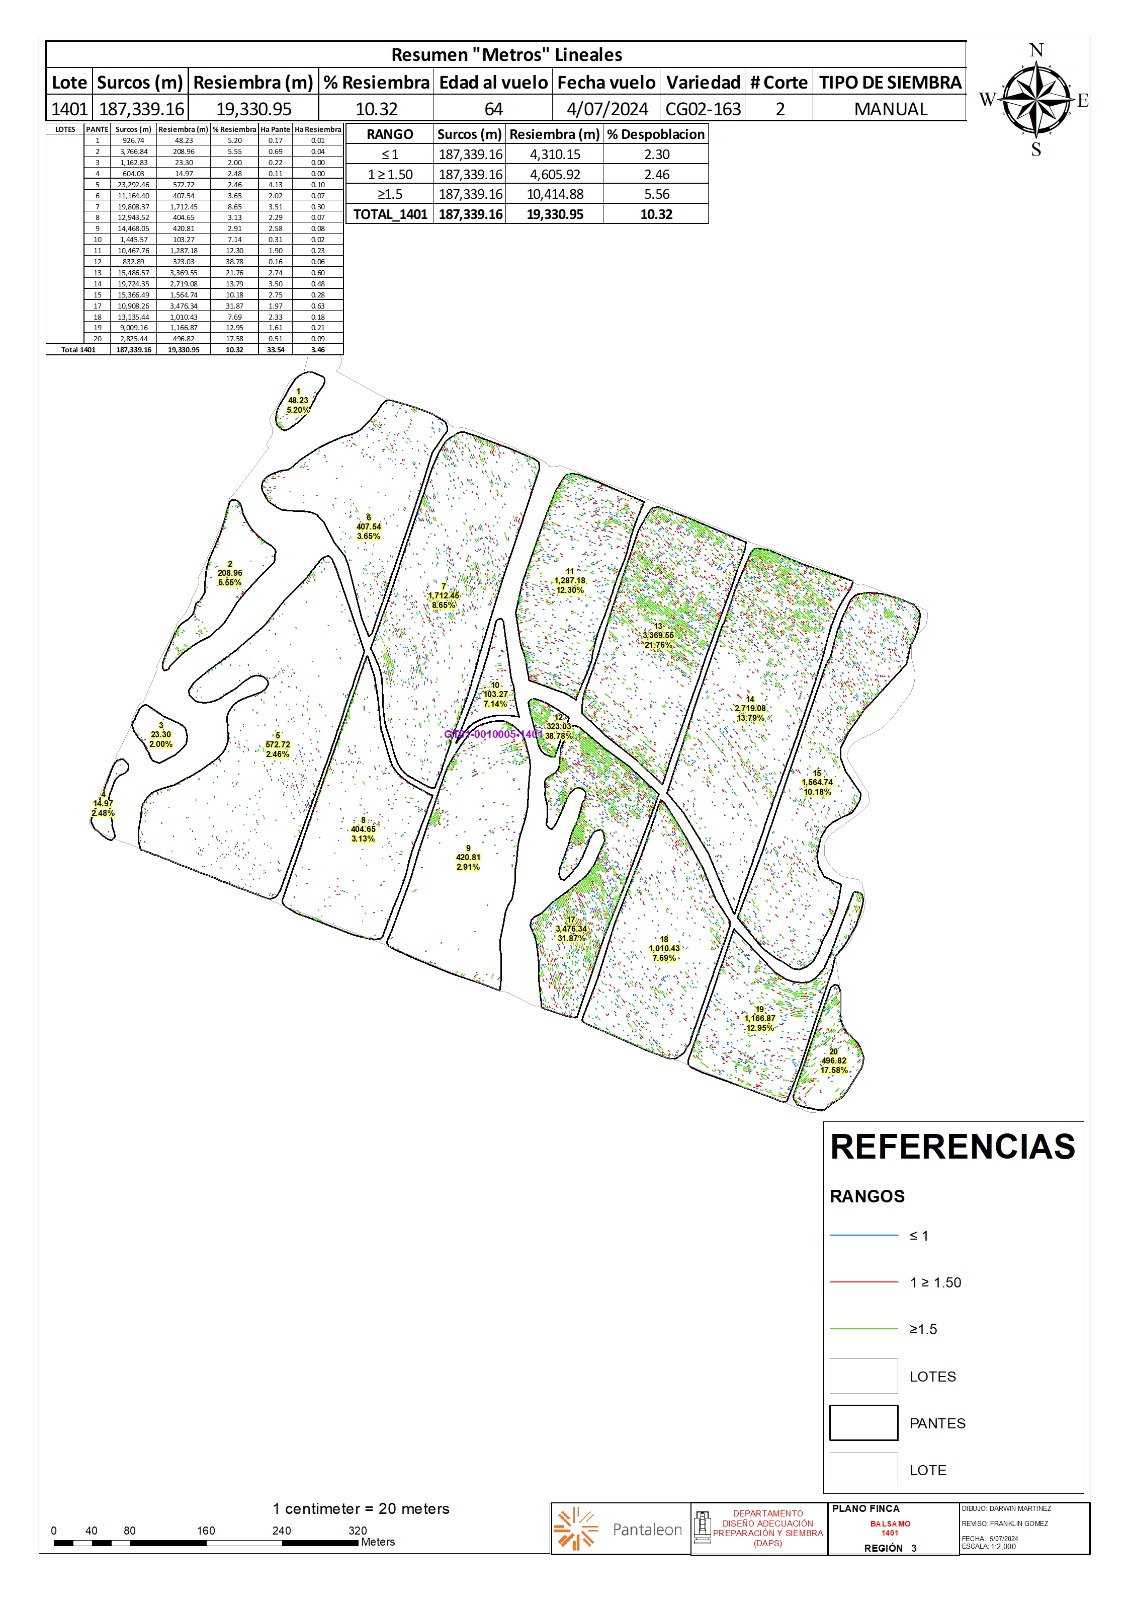 Resumen "Metros" Lineales
Lote Surcos (m) Resiembra (m) % Resiembra Edad al vuelo Fecha vuelo Variedad # Corte TIPO DE SIEMBRA
1401 187,339.16 19,330.95 10.32 64 4/07/2024 CG02-163 2 MANUAL
LOTES PANTE Surcos (m) Resiembra (m) % Resiembra Ha Pante Ha Resiembra
1 926.74 48.23 5.20 0.17 0.01
2 3,766.84 208.96 5.55 0.69 0.04
3 1,162.83 23.30 2.00 0.22 0.00
4 604.03 14.97 2.48 0.11 0.00
5 23,292.46 572.72 2.46 4.13 0.10
6 11,164.40 407.54 3.65 2.02 0.07
7 19,808.37 1,712.45 8.65 3.51 0.30
8 12,943.52 404.65 3.13 2.29 0.07
9 14,468.05 420.81 2.91 2.58 0.08
10 1,445.57 103.27 7.14 0.31 0.02
11 10,467.76 1,287.18 12.30 1.90 0.23
12 832.89 323.03 38.78 0.16 0.06
13 15,486.57 3,369.55 21.76 2.74 0.60
14 19,724.35 2,719.08 13.79 3.50 0.48
15 15,366.49 1,564.74 10.18 2.75 0.28
17 10,908.26 3,476.34 31.87 1.97 0.63
18 13,135.44 1,010.43 7.69 2.33 0.18
19 9,009.16 1,166.87 12.95 1.61 0.21
20 2,825.44 496.82 17.58 0.51 0.09
Total 1401 187,339.16 19,330.95 10.32 33.54 3.46
RANGO Surcos (m) Resiembra (m) % Despoblacion
≤ 1 187,339.16 4,310.15 2.30
1 ≥ 1.50 187,339.16 4,605.92 2.46
≥1.5 187,339.16 10,414.88 5.56
TOTAL_1401 187,339.16 19,330.95 10.32
N
W E
S
1
48.23
5.20%
6
407.54
3.65%
2
208.96
5.55%
7
1,712.45
8.65%
11
1,287.18
12.30%
13
3,369.55
21.76%
10
103.27
7.14%
14
2,719.08
13.79%
12
323.03
38.78%
3
23.30
2.00%
5
572.72
2.46%
15
1,564.74
10.18%
4
14.97
2.48%
8
404.65
3.13%
9
420.81
2.91%
17
3,476.34
31.87%
18
1,010.43
7.69%
19
1,166.87
12.95%
20
496.82
17.58%
REFERENCIAS
RANGOS
≤ 1
1 ≥ 1.50
≥1.5
LOTES
PANTES
LOTE
1 centimeter = 20 meters
0 40 80 160 240 320
Meters
Pantaleon
DEPARTAMENTO
DISEÑO ADECUACIÓN
PREPARACIÓN Y SIEMBRA
(DAPS)
PLANO FINCA
BALSAMO
1401
REGIÓN 3
DIBUJO: DARWIN MARTINEZ
REVISO: FRANKLIN GOMEZ
FECHA: 5/07/2024
ESCALA: 1:2,000